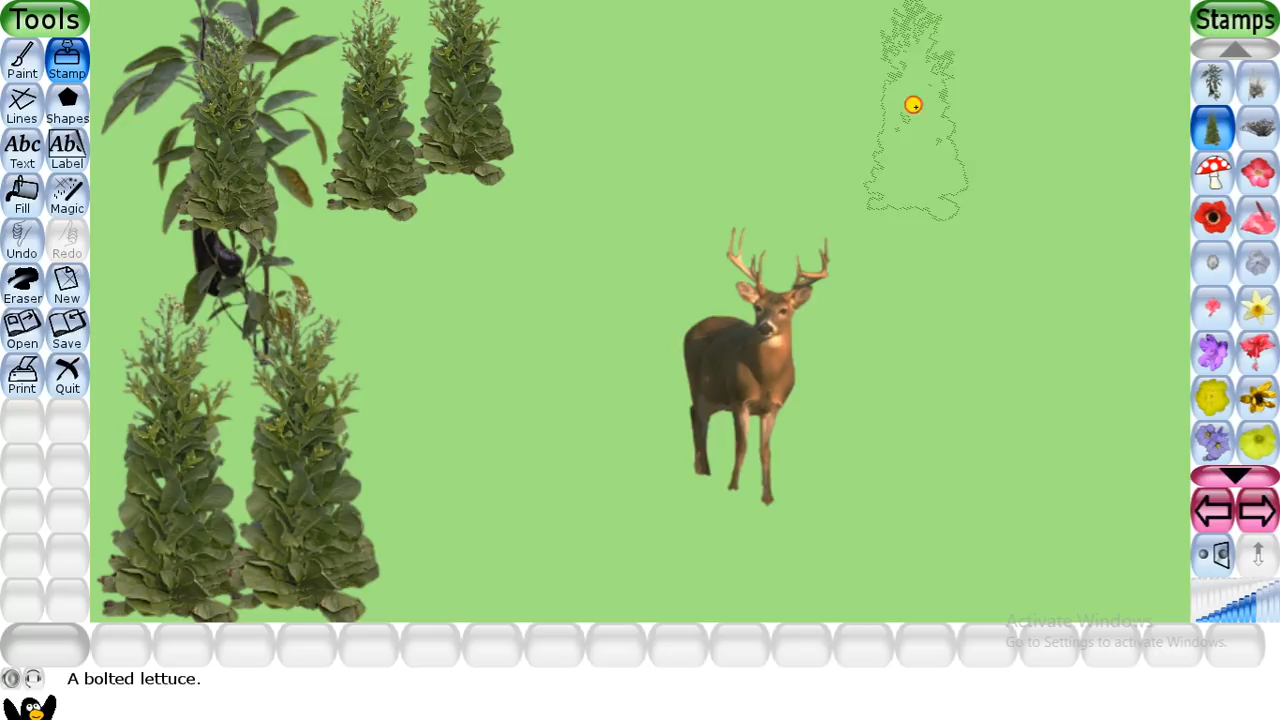 Tools
Stamps
Paint
Stamp
Lines
Shapes
Abc
Text
Abc
Label
Fill
Magic
Undo
Redo
Eraser
New
Open
Save
Print
Quit
Activate Windows
Go to Settings to activate Windows.
A bolted lettuce.